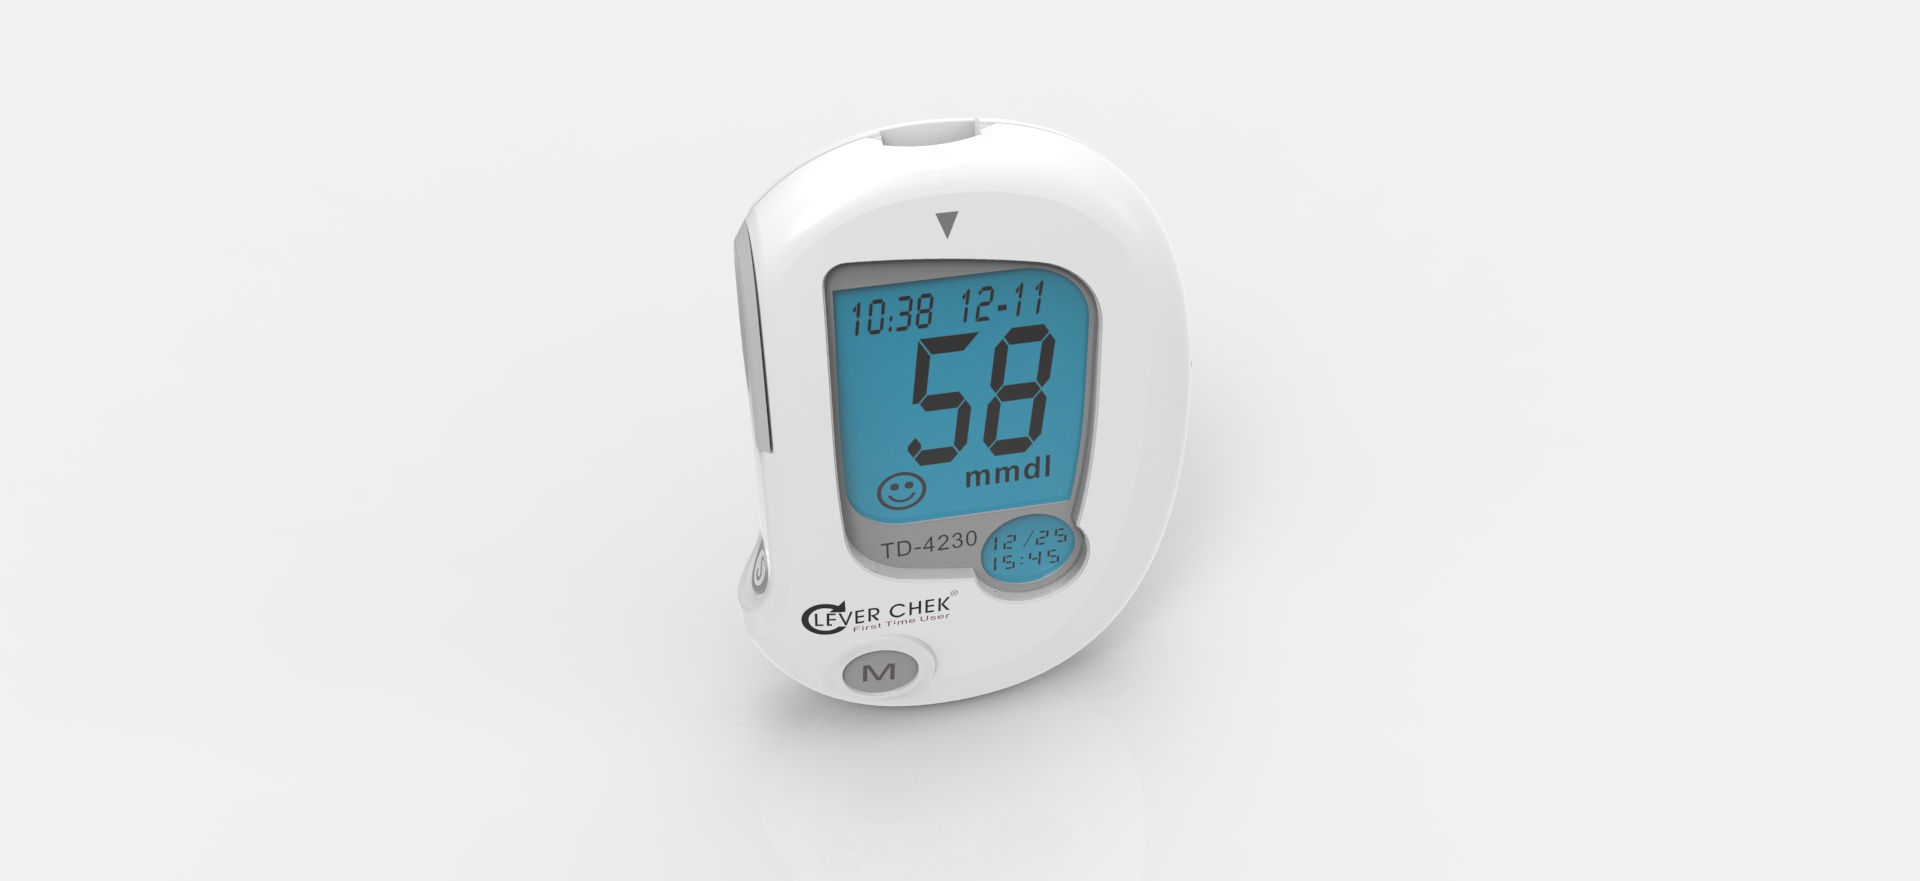 10:38 12-11
58
mmdl
TD-4230
12/25
15:45
S
CLEVER CHEK®
First Time User
M